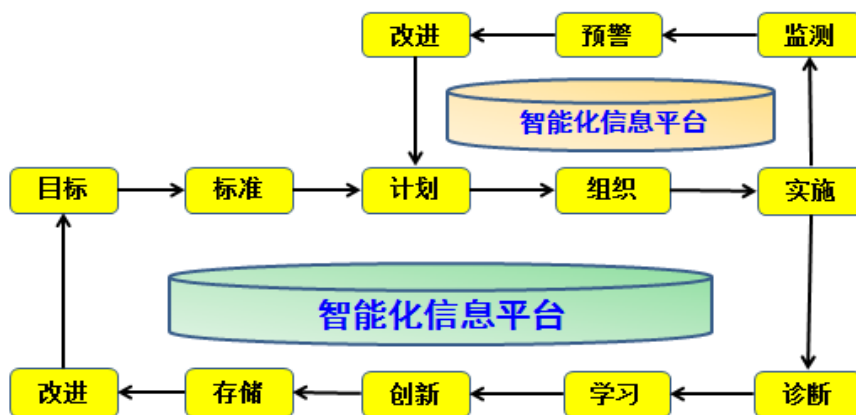 改进
预警
监测
智能化信息平台
目标
标准
计划
组织
实施
智能化信息平台
改进
存储
创新
学习
诊断